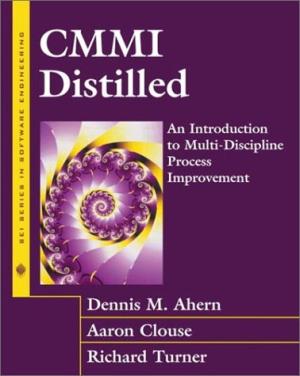 SEI SERIES IN SOFTWARE ENGINEERING
CMMI
Distilled
An Introduction
to Multi-Discipline
Process
Improvement
Dennis M. Ahern
Aaron Clouse
Richard Turner